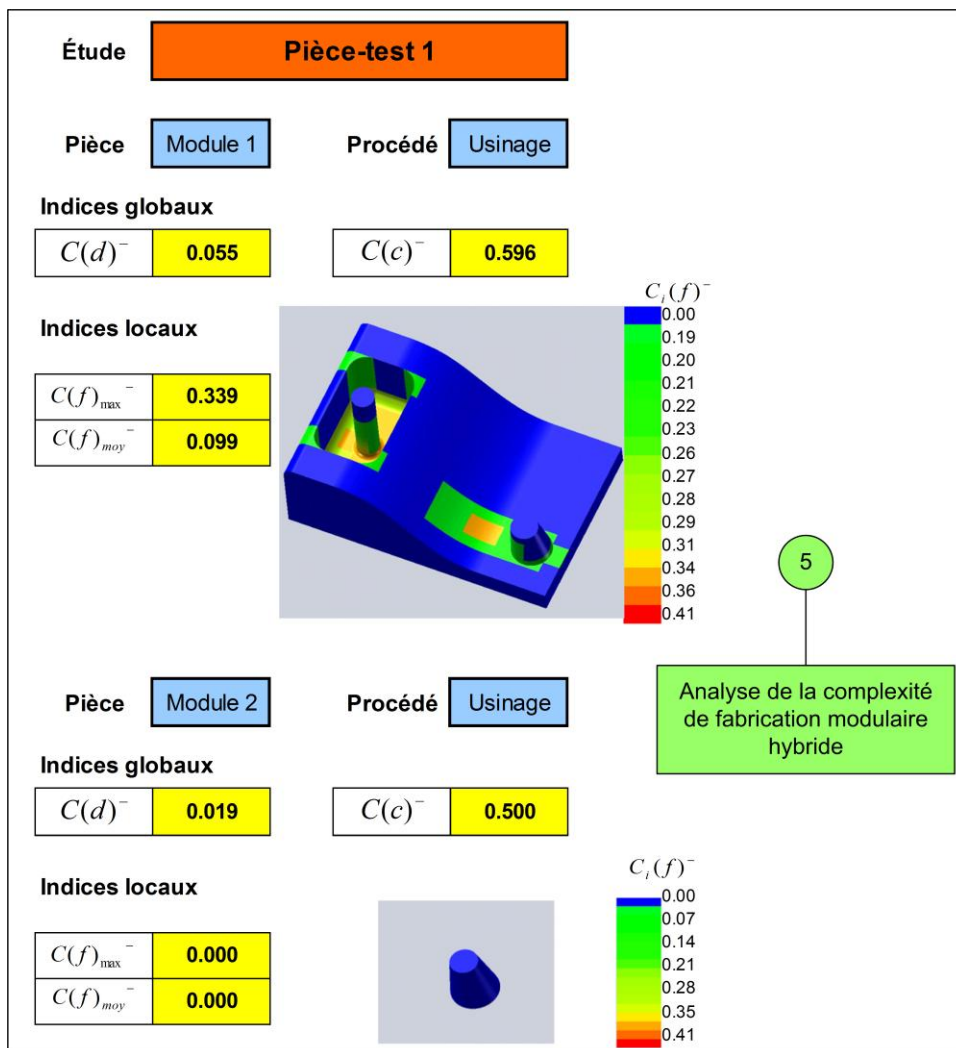 Étude Pièce-test 1
Pièce Module 1 Procédé Usinage
Indices globaux
C(d)⁻ 0.055 C(c)⁻ 0.596
Indices locaux
C(f)max⁻ 0.339
C(f)moy⁻ 0.099
Cᵢ(f)⁻
0.00
0.19
0.20
0.21
0.22
0.23
0.26
0.27
0.28
0.29
0.31
0.34
0.36
0.41
5
Analyse de la complexité
de fabrication modulaire
hybride
Pièce Module 2 Procédé Usinage
Indices globaux
C(d)⁻ 0.019 C(c)⁻ 0.500
Indices locaux
C(f)max⁻ 0.000
C(f)moy⁻ 0.000
Cᵢ(f)⁻
0.00
0.07
0.14
0.21
0.28
0.35
0.41